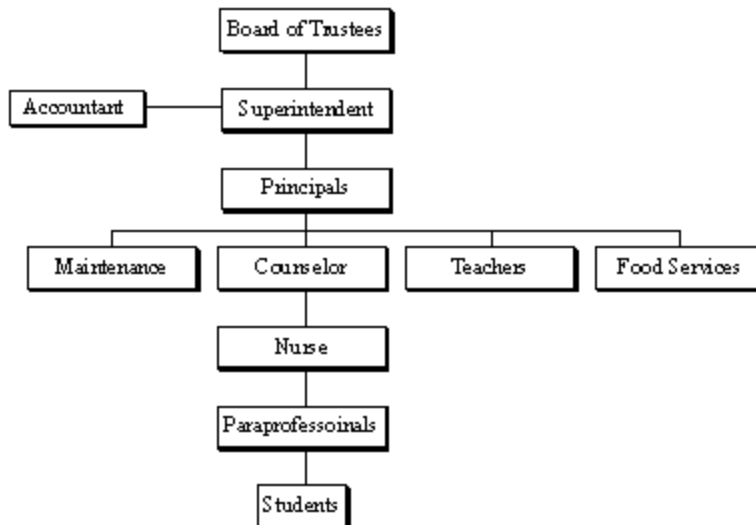 Board of Trustees
Accountant
Superintendent
Principals
Maintenance
Counselor
Teachers
Food Services
Nurse
Paraprofessoinals
Students